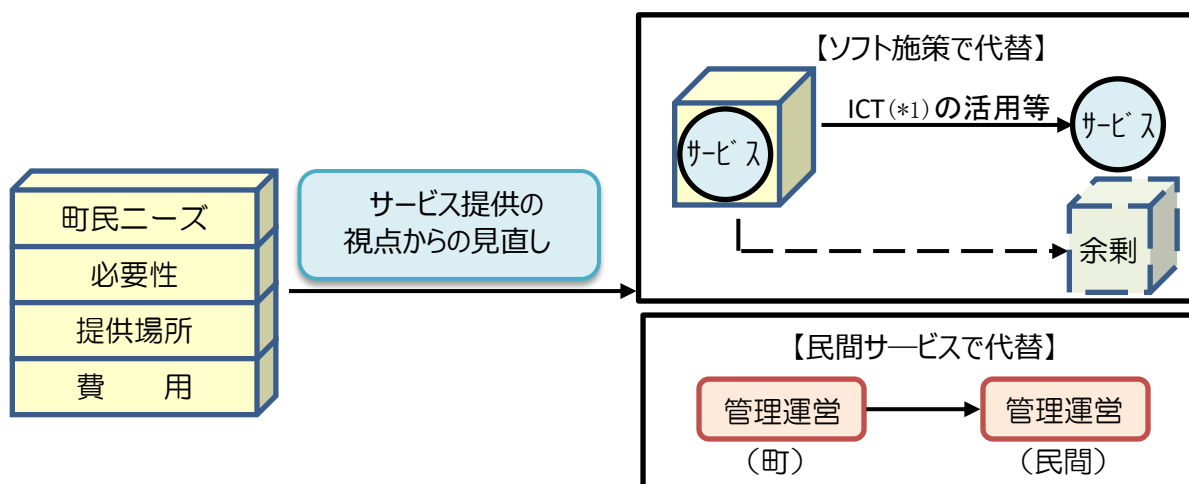 町民ニーズ
必要性
提供場所
費　　用
サービス提供の
視点からの見直し
【ソフト施策で代替】
サービス
ICT(*1)の活用等
サービス
余剰
【民間サービスで代替】
管理運営
（町）
管理運営
（民間）